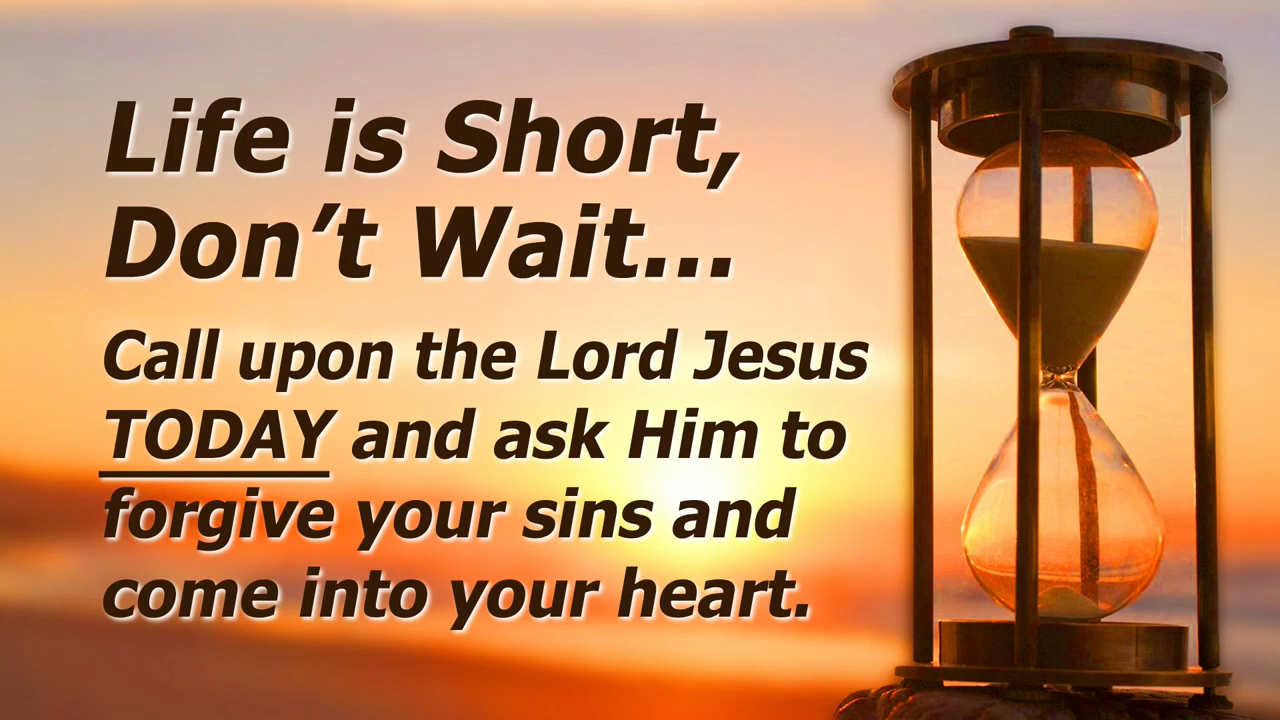 Life is Short,
Don’t Wait...
Call upon the Lord Jesus
TODAY and ask Him to
forgive your sins and
come into your heart.